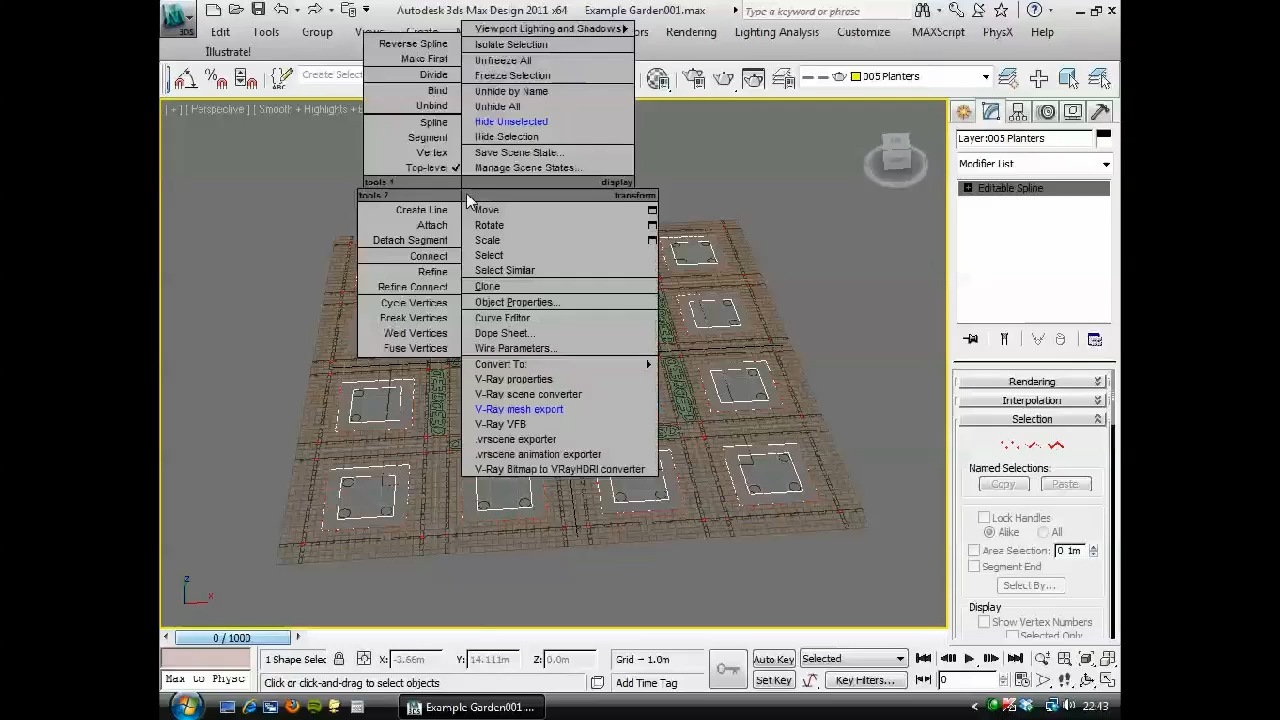 Autodesk 3ds Max Design 2011 x64 Example Garden001.max
Type a keyword or phrase
Edit Tools Group Views Create Rendering Lighting Analysis Customize MAXScript PhysX Help
Illustrate!
Create Selec
005 Planters
[ + ] [ Perspective ] [ Smooth + Highlights +
Reverse Spline
Make First
Divide
Bind
Unbind
Spline
Segment
Vertex
Top-level
tools 1
Viewport Lighting and Shadows
Isolate Selection
Unfreeze All
Freeze Selection
Unhide by Name
Unhide All
Hide Unselected
Hide Selection
Save Scene State...
Manage Scene States...
display
tools 2
transform
Create Line
Attach
Detach Segment
Connect
Refine
Refine Connect
Cycle Vertices
Break Vertices
Weld Vertices
Fuse Vertices
Move
Rotate
Scale
Select
Select Similar
Clone
Object Properties...
Curve Editor
Dope Sheet...
Wire Parameters...
Convert To:
V-Ray properties
V-Ray scene converter
V-Ray mesh export
V-Ray VFB
.vrscene exporter
.vrscene animation exporter
V-Ray Bitmap to VRayHDRI converter
Layer:005 Planters
Modifier List
Editable Spline
Rendering
Interpolation
Selection
Named Selections:
Copy Paste
Lock Handles
Alike All
Area Selection: 0.1m
Segment End
Select By...
Display
Show Vertex Numbers
Selected Only
0 / 1000
Max to Physc
1 Shape Selec X: -3.66m Y: 14.111m Z: 0.0m Grid = 1.0m
Click or click-and-drag to select objects
Add Time Tag
Auto Key Selected
Set Key Key Filters...
0
Example Garden001 ...
22:43